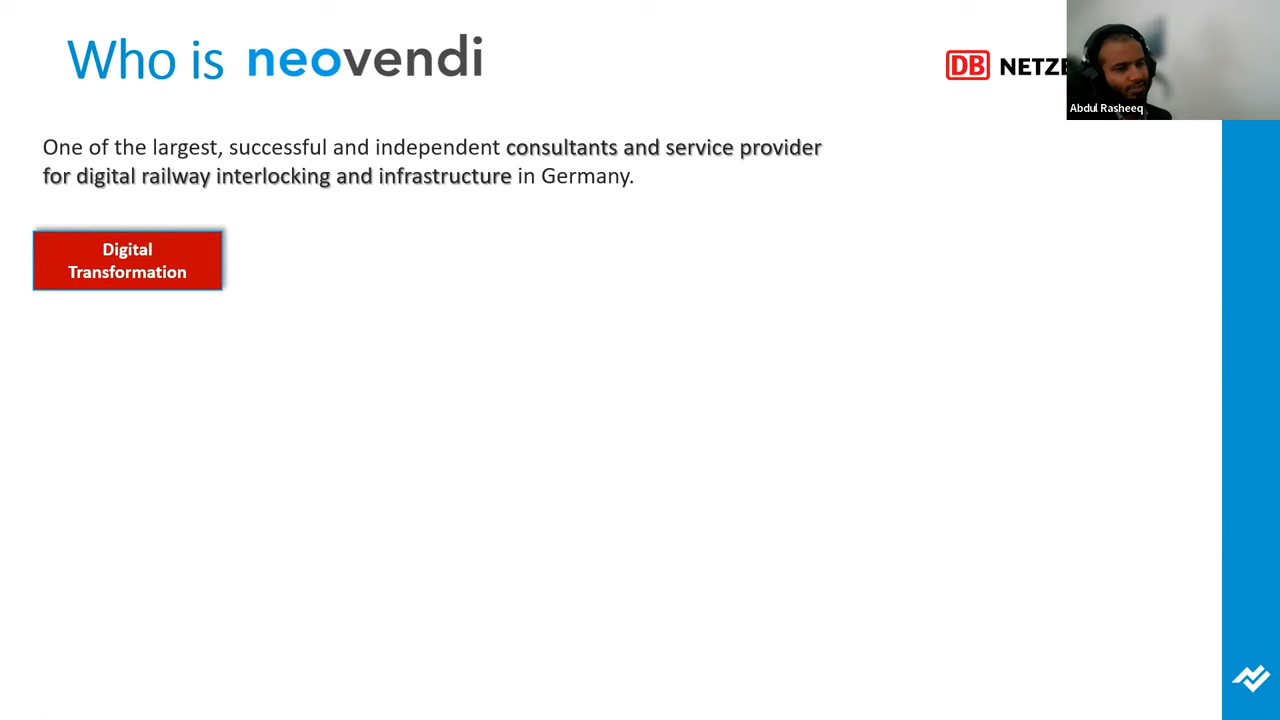 Who is neovendi
DB NETZE
Abdul Rasheeq
One of the largest, successful and independent consultants and service provider
for digital railway interlocking and infrastructure in Germany.
Digital
Transformation